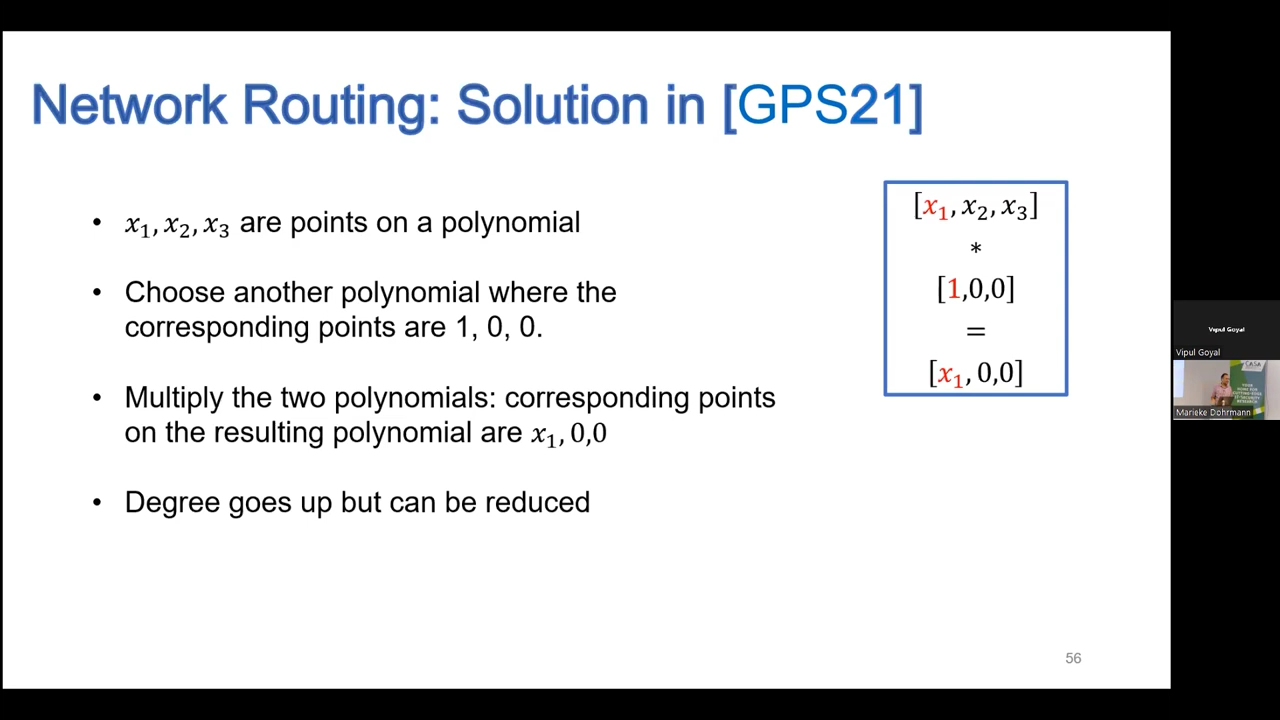 Network Routing: Solution in [GPS21]
• x₁, x₂, x₃ are points on a polynomial
• Choose another polynomial where the
corresponding points are 1, 0, 0.
• Multiply the two polynomials: corresponding points
on the resulting polynomial are x₁, 0,0
• Degree goes up but can be reduced
[x₁, x₂, x₃]
*
[1,0,0]
=
[x₁, 0,0]
56
Vipul Goyal
Vipul Goyal
CASA
Marieke Dohrmann